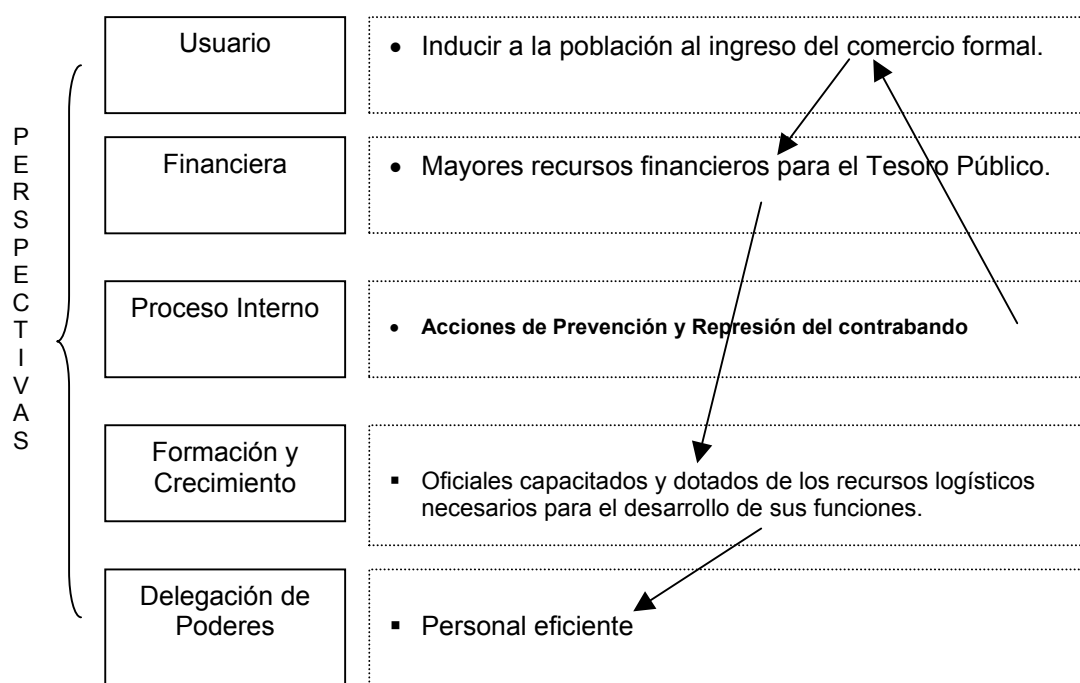 PERSPECTIVAS
Usuario
• Inducir a la población al ingreso del comercio formal.
Financiera
• Mayores recursos financieros para el Tesoro Público.
Proceso Interno
• Acciones de Prevención y Represión del contrabando
Formación y
Crecimiento
▪ Oficiales capacitados y dotados de los recursos logísticos
necesarios para el desarrollo de sus funciones.
Delegación de
Poderes
▪ Personal eficiente